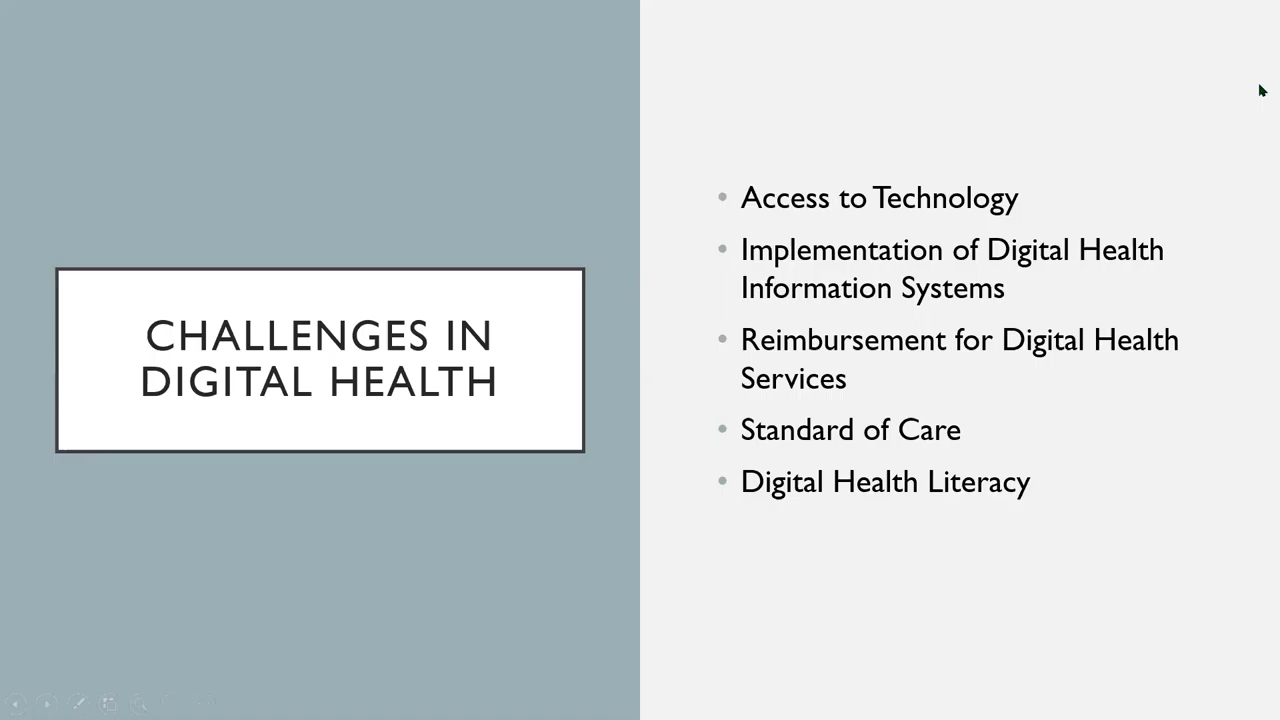 CHALLENGES IN
DIGITAL HEALTH
• Access to Technology
• Implementation of Digital Health
Information Systems
• Reimbursement for Digital Health
Services
• Standard of Care
• Digital Health Literacy